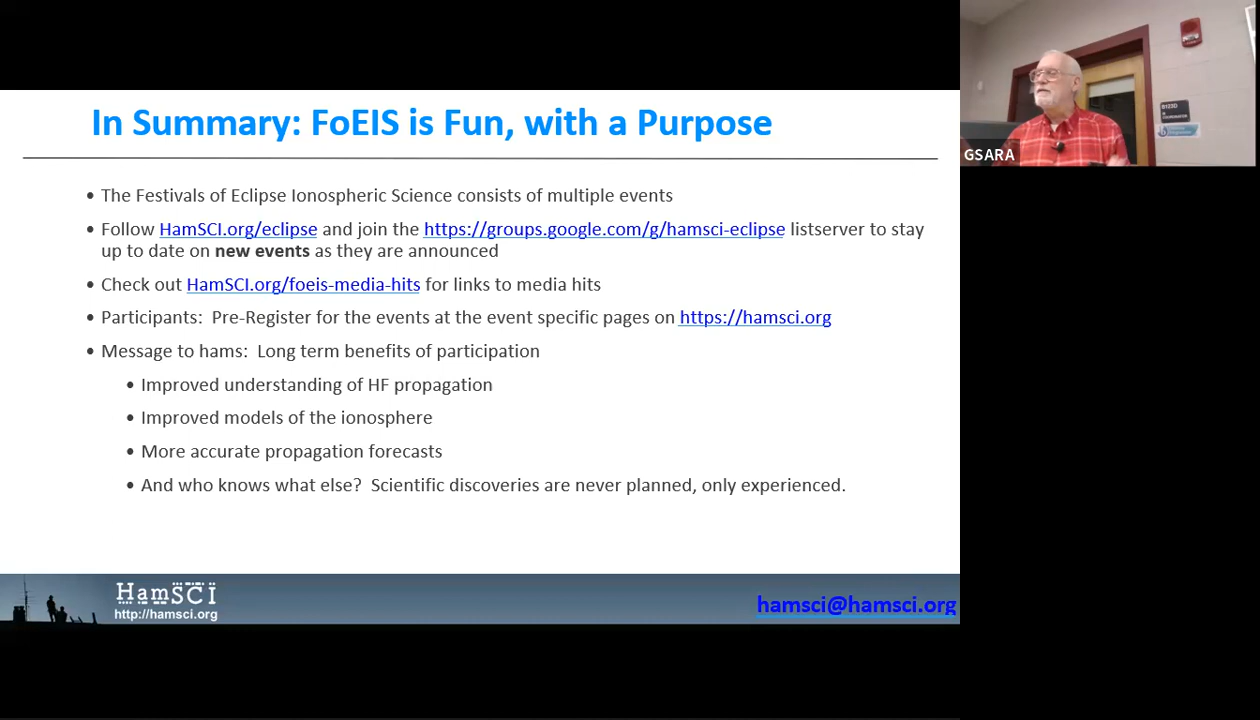 In Summary: FoEIS is Fun, with a Purpose
• The Festivals of Eclipse Ionospheric Science consists of multiple events
• Follow HamSCI.org/eclipse and join the https://groups.google.com/g/hamsci-eclipse listserver to stay
up to date on new events as they are announced
• Check out HamSCI.org/foeis-media-hits for links to media hits
• Participants: Pre-Register for the events at the event specific pages on https://hamsci.org
• Message to hams: Long term benefits of participation
• Improved understanding of HF propagation
• Improved models of the ionosphere
• More accurate propagation forecasts
• And who knows what else? Scientific discoveries are never planned, only experienced.
HamSCI
http://hamsci.org
hamsci@hamsci.org
GSARA